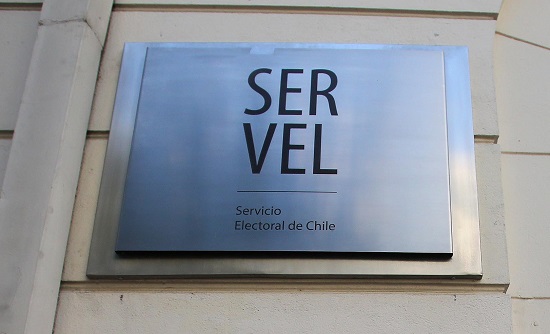 SER
VEL
Servicio
Electoral de Chile